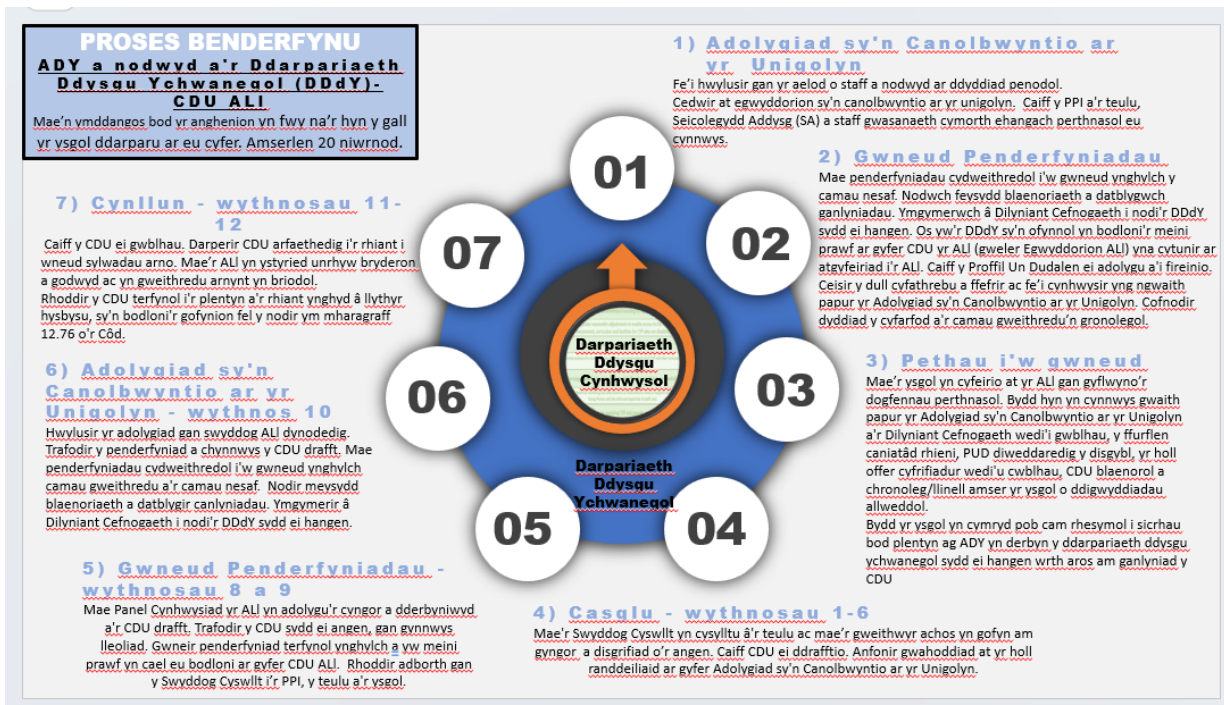 PROSES BENDERFYNU
ADY a nodwyd a'r Ddarpariaeth
Ddysgu Ychwanegol (DDdY)-
CDU ALl
Mae'n ymddangos bod yr anghenion yn fwy na'r hyn y gall
yr ysgol ddarparu ar eu cyfer. Amserlen 20 niwrnod.
1) Adolygiad sy'n Canolbwyntio ar
yr Unigolyn
Fe'i hwylusir gan yr aelod o staff a nodwyd ar ddyddiad penodol.
Cedwir at egwyddorion sy'n canolbwyntio ar yr unigolyn. Caiff y PPI a'r teulu,
Seicolegydd Addysg (SA) a staff gwasanaeth cymorth ehangach perthnasol eu
cynnwys.
2) Gwneud Penderfyniadau
Mae penderfyniadau cydweithredol i'w gwneud ynghylch y
camau nesaf. Nodwch feysydd blaenoriaeth a datblygwch
ganlyniadau. Ymgymerwch â Dilyniant Cefnogaeth i nodi'r DDdY
sydd ei hangen. Os yw'r DDdY sy'n ofynnol yn bodloni'r meini
prawf ar gyfer CDU yr ALl (gweler Egwyddorion ALl) yna cytunir ar
atgyfeiriad i'r ALl. Caiff y Proffil Un Dudalen ei adolygu a'i fireinio.
Ceisir y dull cyfathrebu a ffefrir ac fe'i cynhwysir yng ngwaith
papur yr Adolygiad sy'n Canolbwyntio ar yr Unigolyn. Cofnodir
dyddiad y cyfarfod a'r camau gweithredu'n gronolegol.
3) Pethau i'w gwneud
Mae'r ysgol yn cyfeirio at yr ALl gan gyflwyno'r
dogfennau perthnasol. Bydd hyn yn cynnwys gwaith
papur yr Adolygiad sy'n Canolbwyntio ar yr Unigolyn
a'r Dilyniant Cefnogaeth wedi'i gwblhau, y ffurflen
caniatâd rhieni, PUD diweddaredig y disgybl, yr holl
offer cyfrifiadur wedi'u cwblhau, CDU blaenorol a
chronoleg/llinell amser yr ysgol o ddigwyddiadau
allweddol.
Bydd yr ysgol yn cymryd pob cam rhesymol i sicrhau
bod plentyn ag ADY yn derbyn y ddarpariaeth ddysgu
ychwanegol sydd ei hangen wrth aros am ganlyniad y
CDU
4) Casglu - wythnosau 1-6
Mae'r Swyddog Cyswllt yn cysylltu â'r teulu ac mae'r gweithwyr achos yn gofyn am
gyngor a disgrifiad o'r angen. Caiff CDU ei ddrafftio. Anfonir gwahoddiad at yr holl
randdeiliaid ar gyfer Adolygiad sy'n Canolbwyntio ar yr Unigolyn.
5) Gwneud Penderfyniadau -
wythnosau 8 a 9
Mae Panel Cynhwysiad yr ALl yn adolygu'r cyngor a dderbyniwyd
a'r CDU drafft. Trafodir y CDU sydd ei angen, gan gynnwys
lleoliad. Gwneir penderfyniad terfynol ynghylch a yw meini
prawf yn cael eu bodloni ar gyfer CDU ALl. Rhoddir adborth gan
y Swyddog Cyswllt i'r PPI, y teulu a'r ysgol.
6) Adolygiad sy'n
Canolbwyntio ar yr
Unigolyn - wythnos 10
Hwylusir yr adolygiad gan swyddog ALl dynodedig.
Trafodir y penderfyniad a chynnwys y CDU drafft. Mae
penderfyniadau cydweithredol i'w gwneud ynghylch
camau gweithredu a'r camau nesaf. Nodir meysydd
blaenoriaeth a datblygir canlyniadau. Ymgymerir â
Dilyniant Cefnogaeth i nodi'r DDdY sydd ei hangen.
7) Cynllun - wythnosau 11-
12
Caiff y CDU ei gwblhau. Darperir CDU arfaethedig i'r rhiant i
wneud sylwadau arno. Mae'r ALl yn ystyried unrhyw bryderon
a godwyd ac yn gweithredu arnynt yn briodol.
Rhoddir y CDU terfynol i'r plentyn a'r rhiant ynghyd â llythyr
hysbysu, sy'n bodloni'r gofynion fel y nodir ym mharagraff
12.76 o'r Côd.
01
02
03
04
05
06
07
Darpariaeth
Ddysgu
Cynhwysol
Darpariaeth
Ddysgu
Ychwanegol